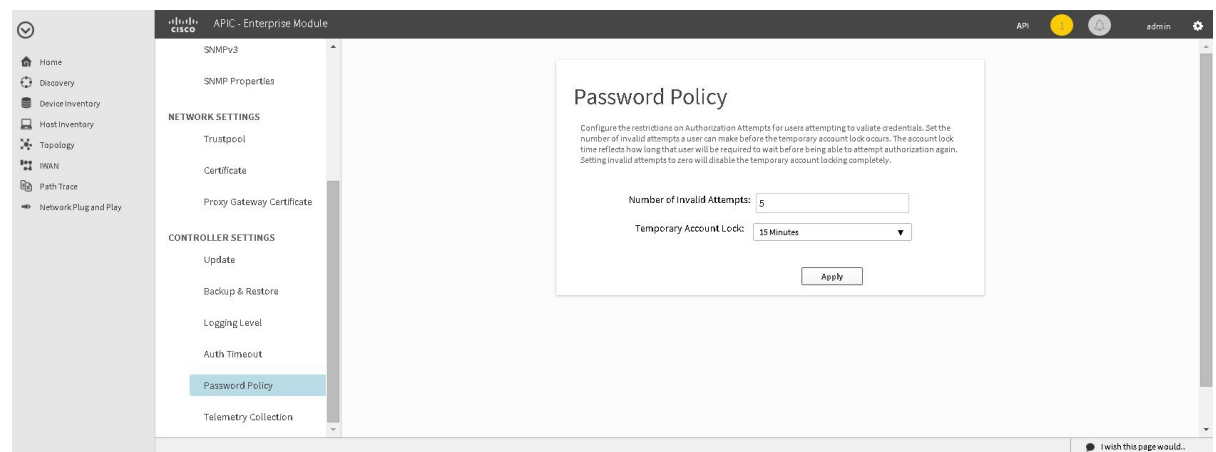 CISCO
APIC - Enterprise Module
API
1
admin
Home
Discovery
Device Inventory
Host Inventory
Topology
IWAN
Path Trace
Network Plug and Play
SNMPv3
SNMP Properties
NETWORK SETTINGS
Trustpool
Certificate
Proxy Gateway Certificate
CONTROLLER SETTINGS
Update
Backup & Restore
Logging Level
Auth Timeout
Password Policy
Telemetry Collection
Password Policy
Configure the restrictions on Authorization Attempts for users attempting to valiate credentials. Set the
number of invalid attempts a user can make before the temporary account lock occurs. The account lock
time reflects how long that user will be required to wait before being able to attempt authorization again.
Setting invalid attempts to zero will disable the temporary account locking completely.
Number of Invalid Attempts: 5
Temporary Account Lock: 15 Minutes
Apply
I wish this page would..